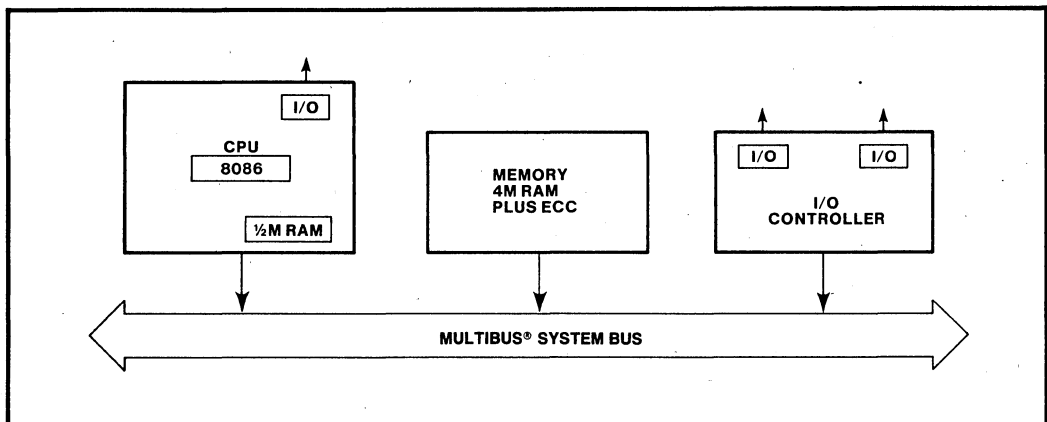 I/O
CPU
8086
½M RAM
MEMORY
4M RAM
PLUS ECC
I/O
I/O
I/O
CONTROLLER
MULTIBUS® SYSTEM BUS